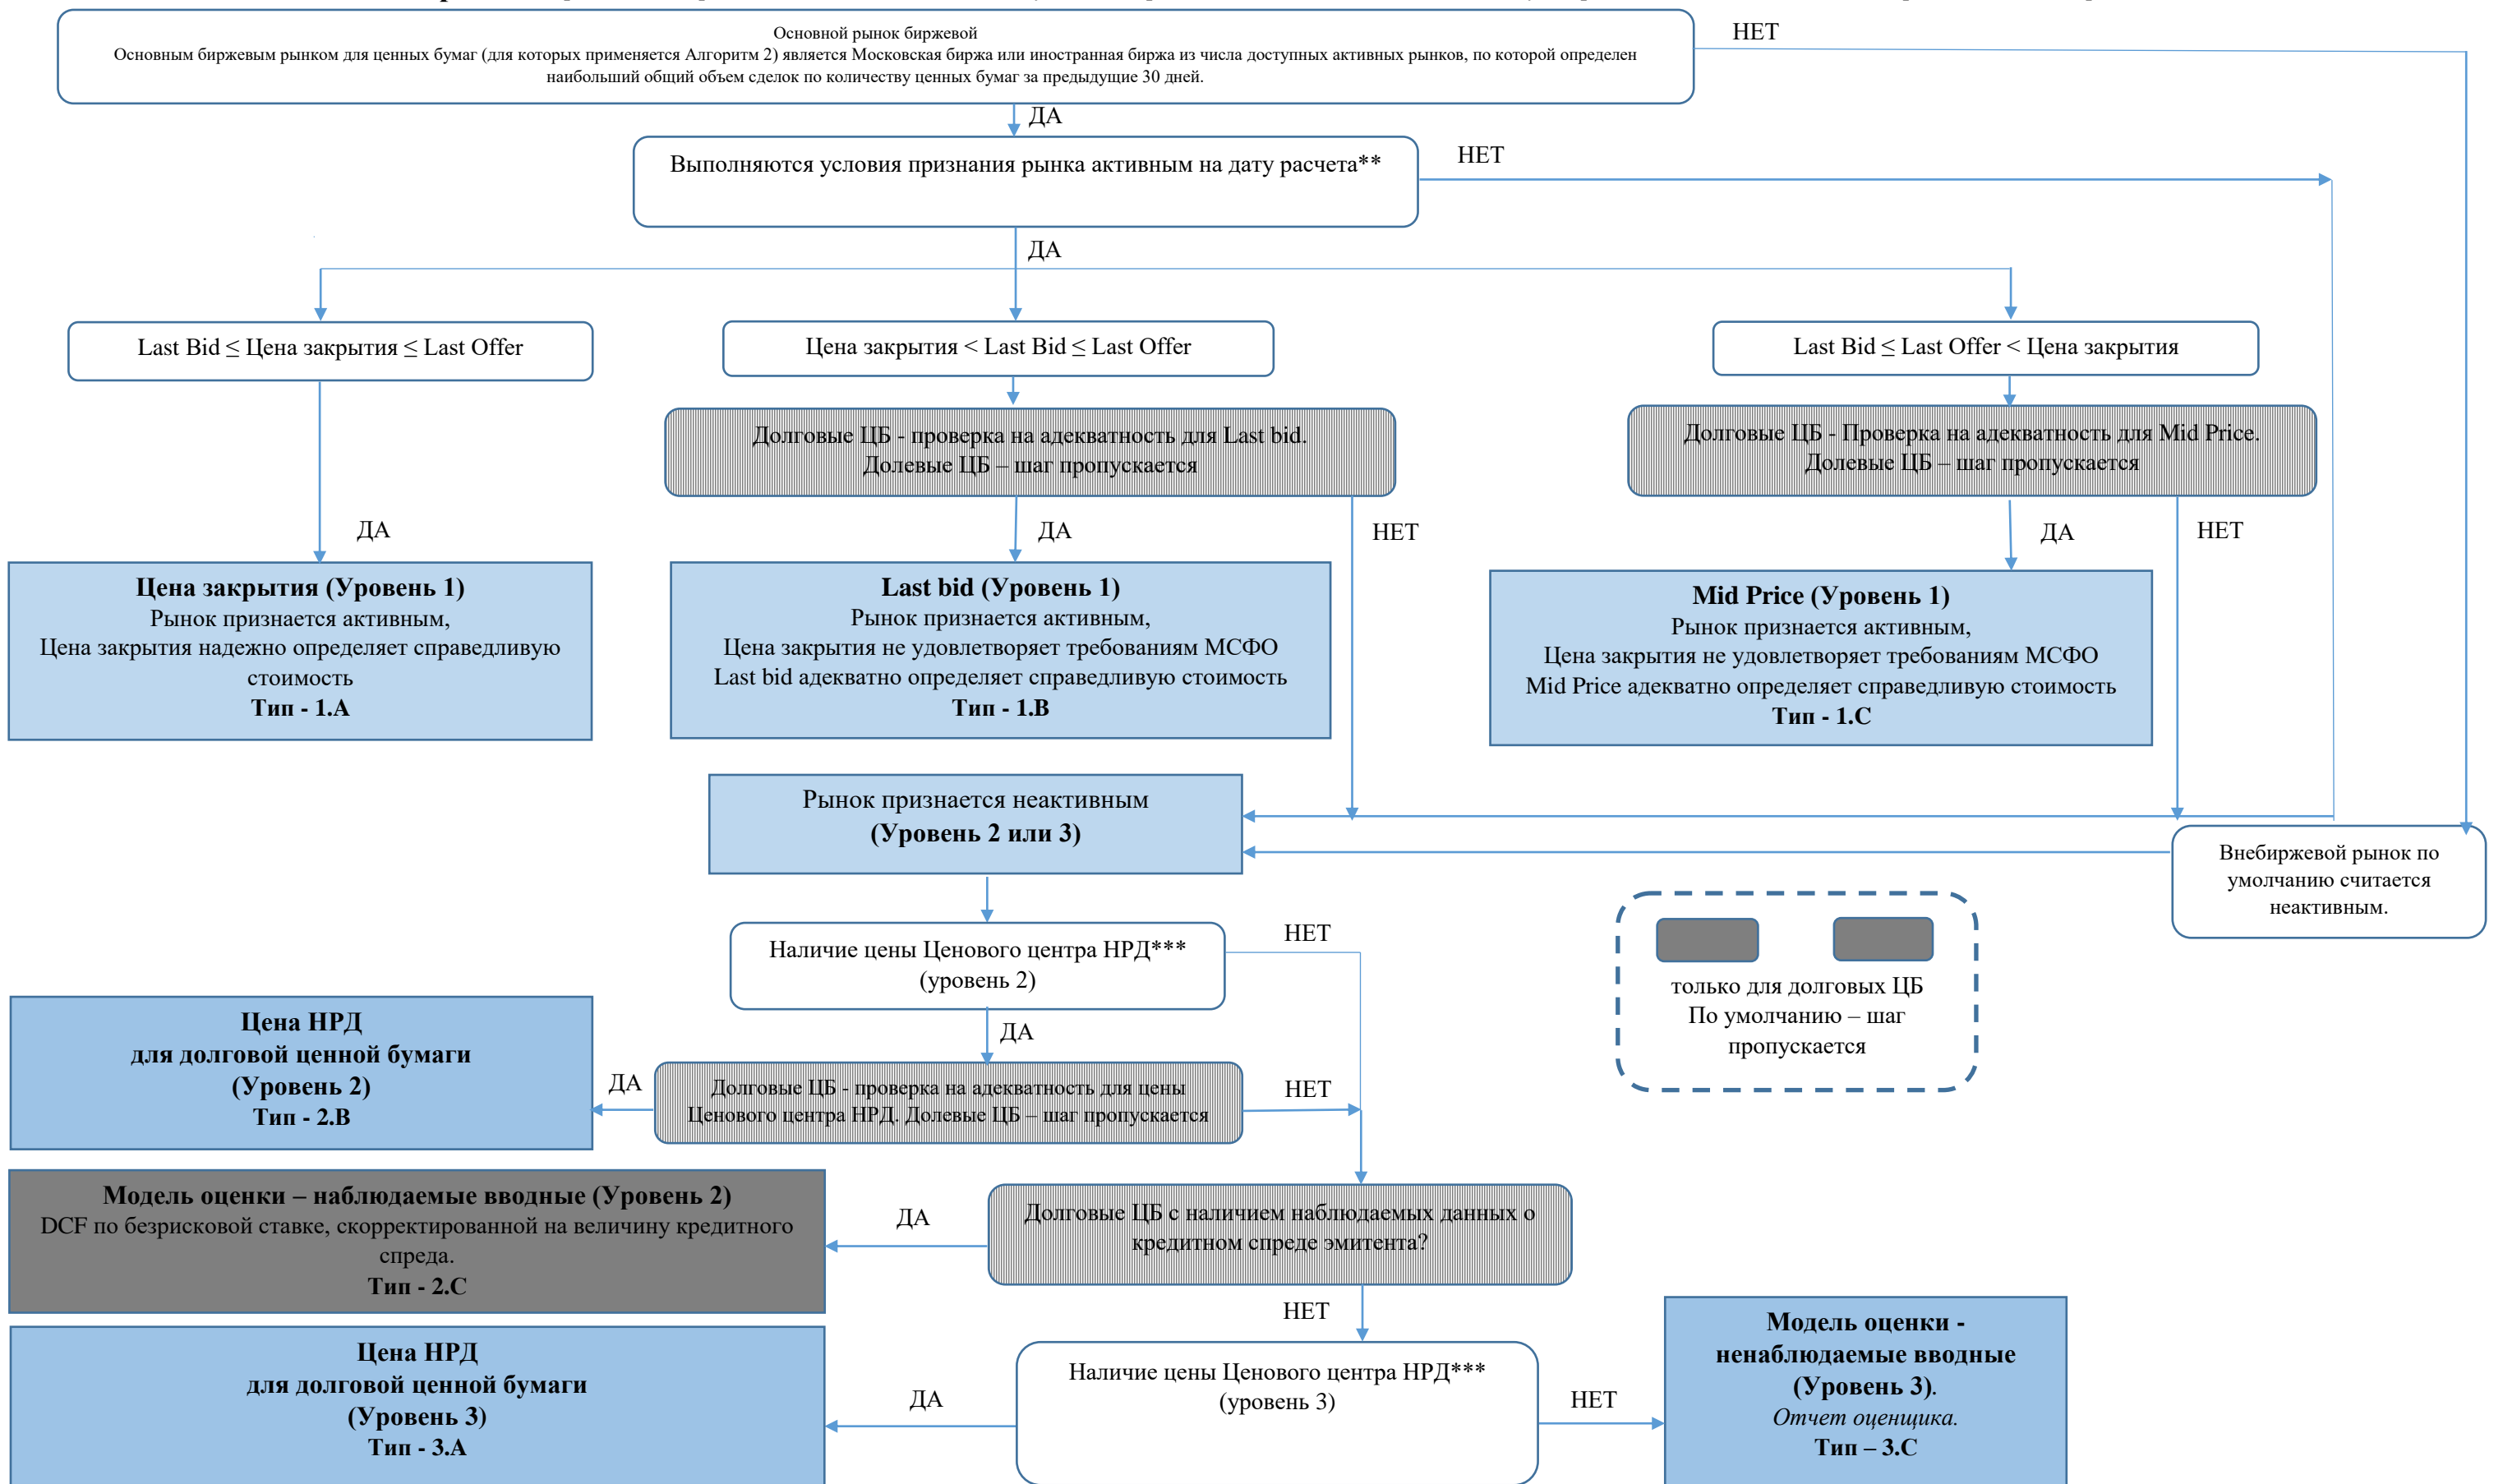 Основной рынок биржевой
Основным биржевым рынком для ценных бумаг (для которых применяется Алгоритм 2) является Московская биржа или иностранная биржа из числа доступных активных рынков, по которой определен
наибольший общий объем сделок по количеству ценных бумаг за предыдущие 30 дней.
НЕТ
ДА
Выполняются условия признания рынка активным на дату расчета**
НЕТ
ДА
Last Bid ≤ Цена закрытия ≤ Last Offer
Цена закрытия < Last Bid ≤ Last Offer
Last Bid ≤ Last Offer < Цена закрытия
Долговые ЦБ - проверка на адекватность для Last bid.
Долевые ЦБ – шаг пропускается
Долговые ЦБ - Проверка на адекватность для Mid Price.
Долевые ЦБ – шаг пропускается
ДА
ДА
НЕТ
ДА
НЕТ
Цена закрытия (Уровень 1)
Рынок признается активным,
Цена закрытия надежно определяет справедливую
стоимость
Тип - 1.A
Last bid (Уровень 1)
Рынок признается активным,
Цена закрытия не удовлетворяет требованиям МСФО
Last bid адекватно определяет справедливую стоимость
Тип - 1.B
Mid Price (Уровень 1)
Рынок признается активным,
Цена закрытия не удовлетворяет требованиям МСФО
Mid Price адекватно определяет справедливую стоимость
Тип - 1.C
Рынок признается неактивным
(Уровень 2 или 3)
Внебиржевой рынок по
умолчанию считается
неактивным.
Наличие цены Ценового центра НРД***
(уровень 2)
НЕТ
только для долговых ЦБ
По умолчанию – шаг
пропускается
ДА
Цена НРД
для долговой ценной бумаги
(Уровень 2)
Тип - 2.B
ДА
Долговые ЦБ - проверка на адекватность для цены
Ценового центра НРД. Долевые ЦБ – шаг пропускается
НЕТ
Модель оценки – наблюдаемые вводные (Уровень 2)
DCF по безрисковой ставке, скорректированной на величину кредитного
спреда.
Тип - 2.C
ДА
Долговые ЦБ с наличием наблюдаемых данных о
кредитном спреде эмитента?
НЕТ
Цена НРД
для долговой ценной бумаги
(Уровень 3)
Тип - 3.A
ДА
Наличие цены Ценового центра НРД***
(уровень 3)
НЕТ
Модель оценки -
ненаблюдаемые вводные
(Уровень 3).
Отчет оценщика.
Тип – 3.C